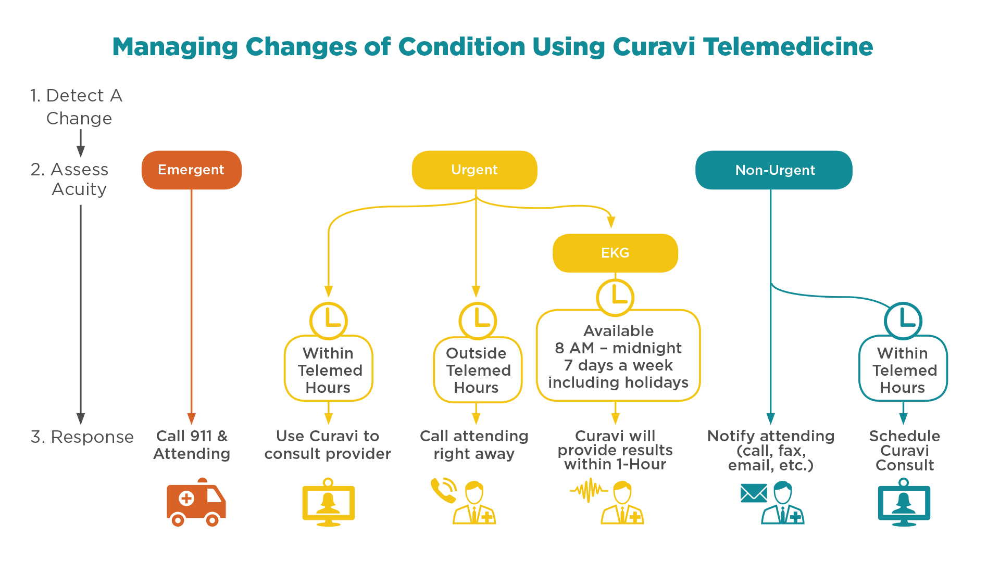 Managing Changes of Condition Using Curavi Telemedicine
1. Detect A
Change
2. Assess
Acuity
Emergent
Urgent
Non-Urgent
EKG
Within
Telemed
Hours
Outside
Telemed
Hours
Available
8 AM – midnight
7 days a week
including holidays
Within
Telemed
Hours
3. Response
Call 911 &
Attending
Use Curavi to
consult provider
Call attending
right away
Curavi will
provide results
within 1-Hour
Notify attending
(call, fax,
email, etc.)
Schedule
Curavi
Consult